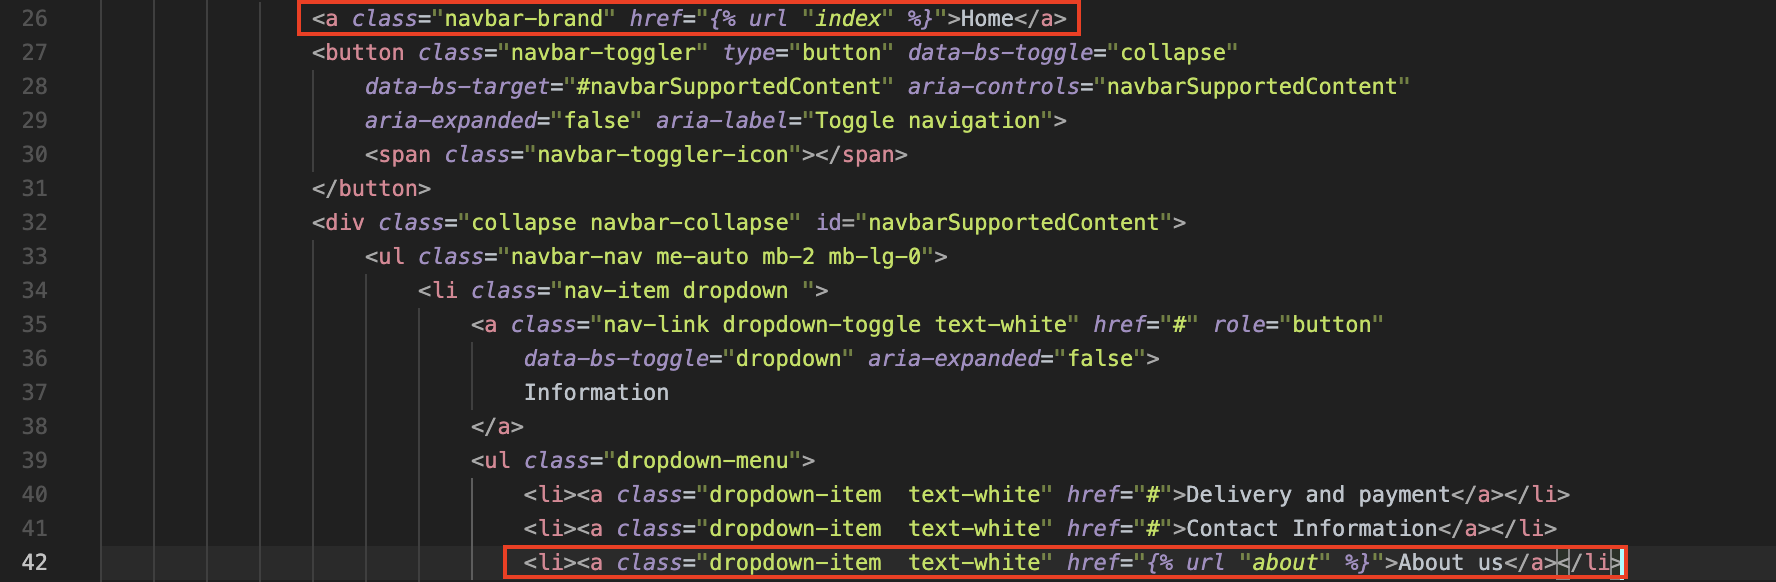 26 <a class="navbar-brand" href="{% url "index" %}">Home</a>
27 <button class="navbar-toggler" type="button" data-bs-toggle="collapse"
28 data-bs-target="#navbarSupportedContent" aria-controls="navbarSupportedContent"
29 aria-expanded="false" aria-label="Toggle navigation">
30 <span class="navbar-toggler-icon"></span>
31 </button>
32 <div class="collapse navbar-collapse" id="navbarSupportedContent">
33 <ul class="navbar-nav me-auto mb-2 mb-lg-0">
34 <li class="nav-item dropdown ">
35 <a class="nav-link dropdown-toggle text-white" href="#" role="button"
36 data-bs-toggle="dropdown" aria-expanded="false">
37 Information
38 </a>
39 <ul class="dropdown-menu">
40 <li><a class="dropdown-item  text-white" href="#">Delivery and payment</a></li>
41 <li><a class="dropdown-item  text-white" href="#">Contact Information</a></li>
42 <li><a class="dropdown-item  text-white" href="{% url "about" %}">About us</a></li>